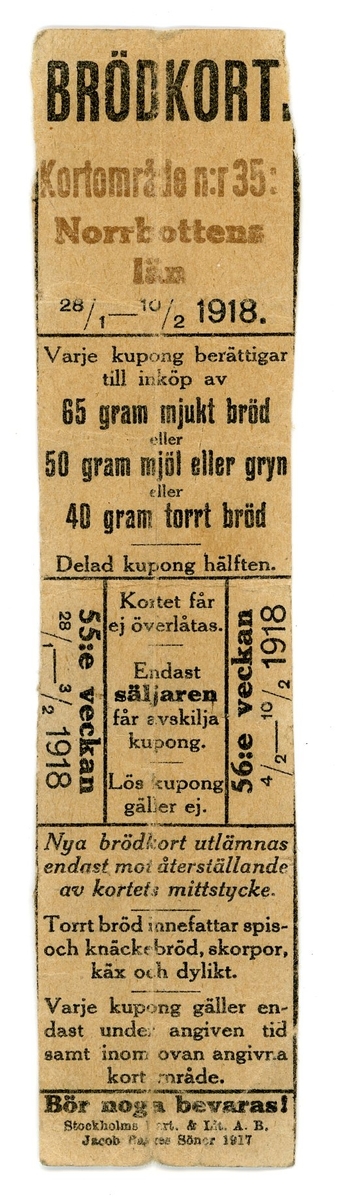 BRÖDKORT.
Kortområde n:r 35:
Norrbottens
län
28/1—10/2 1918.
Varje kupong berättigar
till inköp av
65 gram mjukt bröd
eller
50 gram mjöl eller gryn
eller
40 gram torrt bröd
Delad kupong hälften.
55:e veckan
28/1—3/2 1918
Kortet får
ej överlåtas.
Endast
säljaren
får avskilja
kupong.
Lös kupong
gäller ej.
56:e veckan
4/2—10/2 1918
Nya brödkort utlämnas
endast mot återställande
av kortets mittstycke.
Torrt bröd innefattar spis-
och knäckebröd, skorpor,
käx och dylikt.
Varje kupong gäller en-
dast under angiven tid
samt inom ovan angivna
kortområde.
Bör noga bevaras!
Stockholms & Lit. A. B.
Jacob Söner 1917